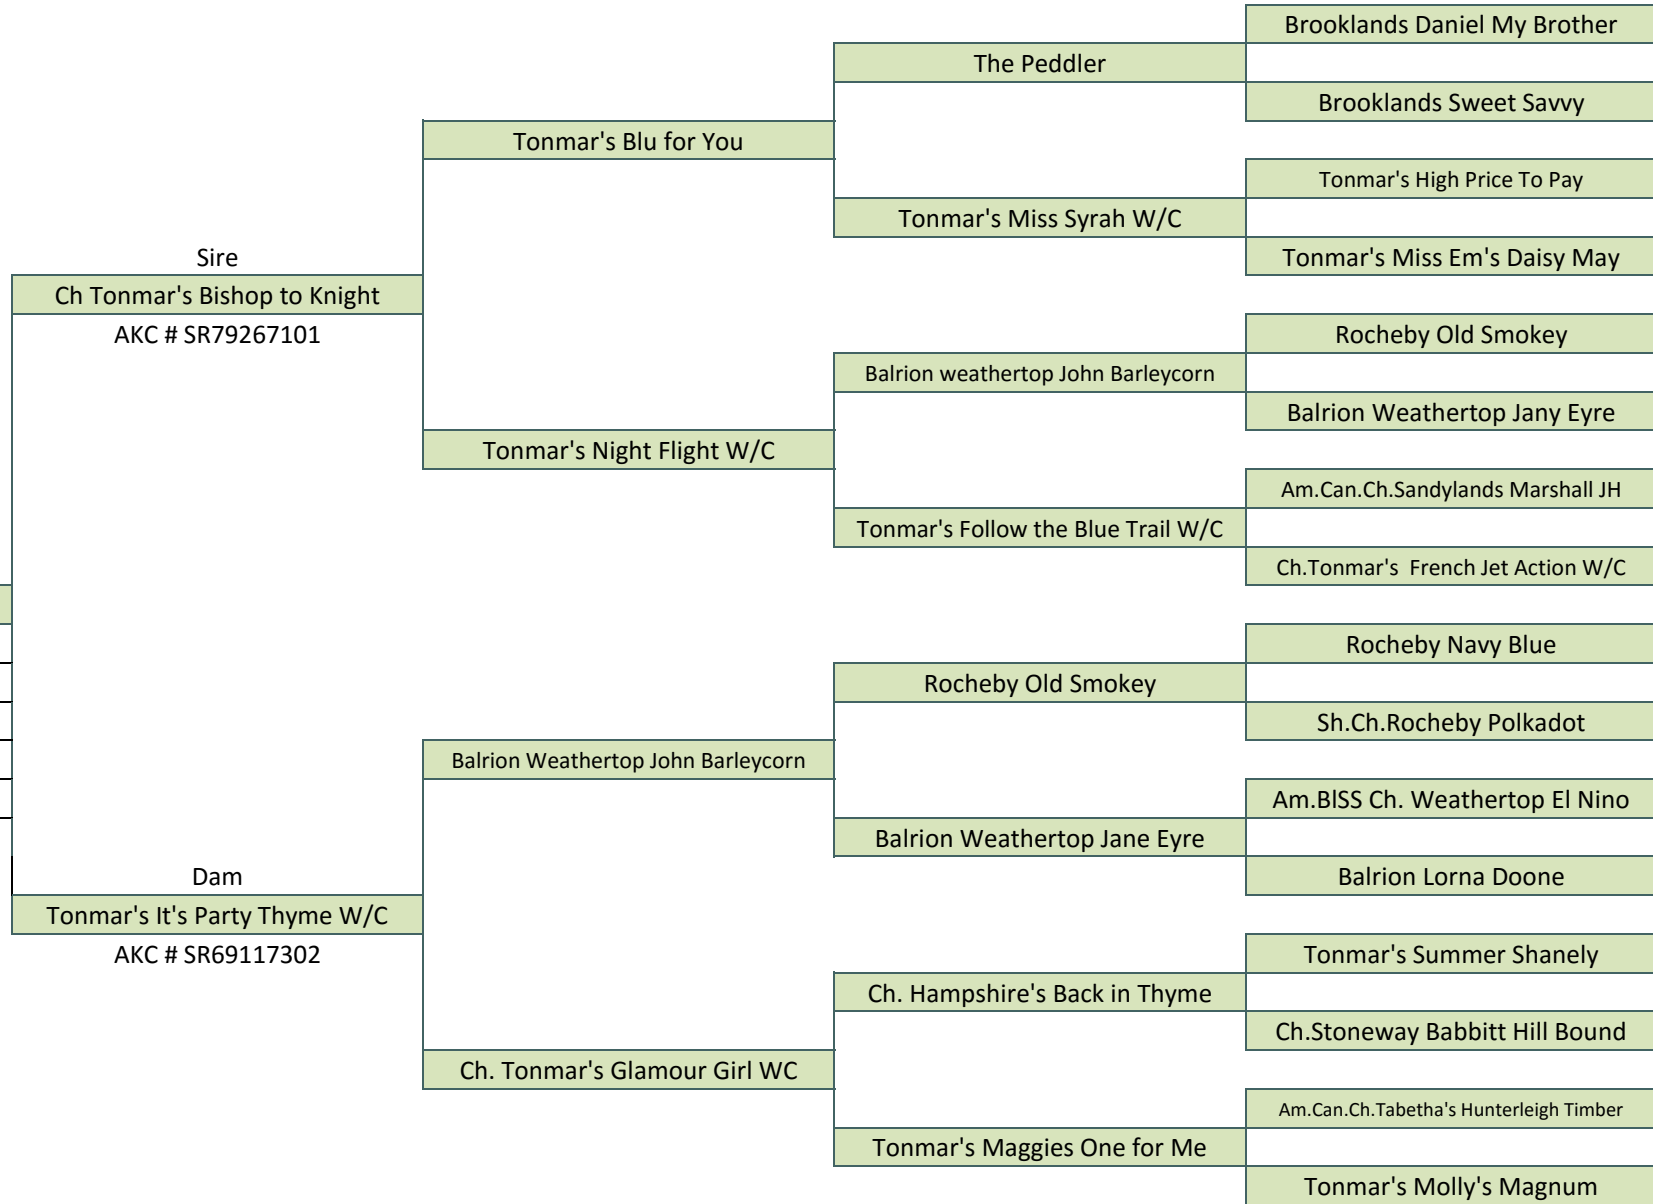 Brooklands Daniel My Brother
The Peddler
Brooklands Sweet Savvy
Tonmar's Blu for You
Tonmar's High Price To Pay
Tonmar's Miss Syrah W/C
Tonmar's Miss Em's Daisy May
Sire
Ch Tonmar's Bishop to Knight
AKC # SR79267101
Rocheby Old Smokey
Balrion weathertop John Barleycorn
Balrion Weathertop Jany Eyre
Tonmar's Night Flight W/C
Am.Can.Ch.Sandylands Marshall JH
Tonmar's Follow the Blue Trail W/C
Ch.Tonmar's  French Jet Action W/C
Rocheby Navy Blue
Rocheby Old Smokey
Sh.Ch.Rocheby Polkadot
Balrion Weathertop John Barleycorn
Am.BlSS Ch. Weathertop El Nino
Balrion Weathertop Jane Eyre
Balrion Lorna Doone
Dam
Tonmar's It's Party Thyme W/C
AKC # SR69117302
Tonmar's Summer Shanely
Ch. Hampshire's Back in Thyme
Ch.Stoneway Babbitt Hill Bound
Ch. Tonmar's Glamour Girl WC
Am.Can.Ch.Tabetha's Hunterleigh Timber
Tonmar's Maggies One for Me
Tonmar's Molly's Magnum